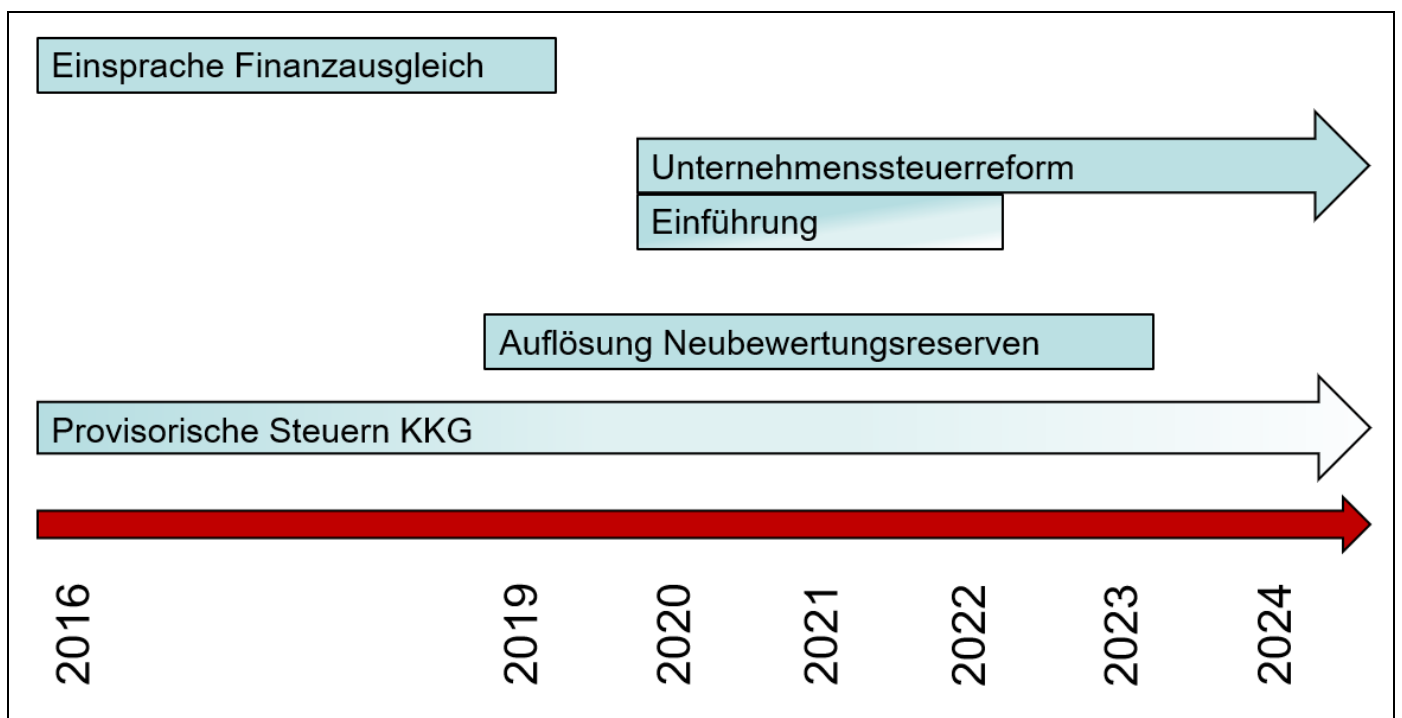 Einsprache Finanzausgleich
Unternehmenssteuerreform
Einführung
Auflösung Neubewertungsreserven
Provisorische Steuern KKG
2016
2019
2020
2021
2022
2023
2024